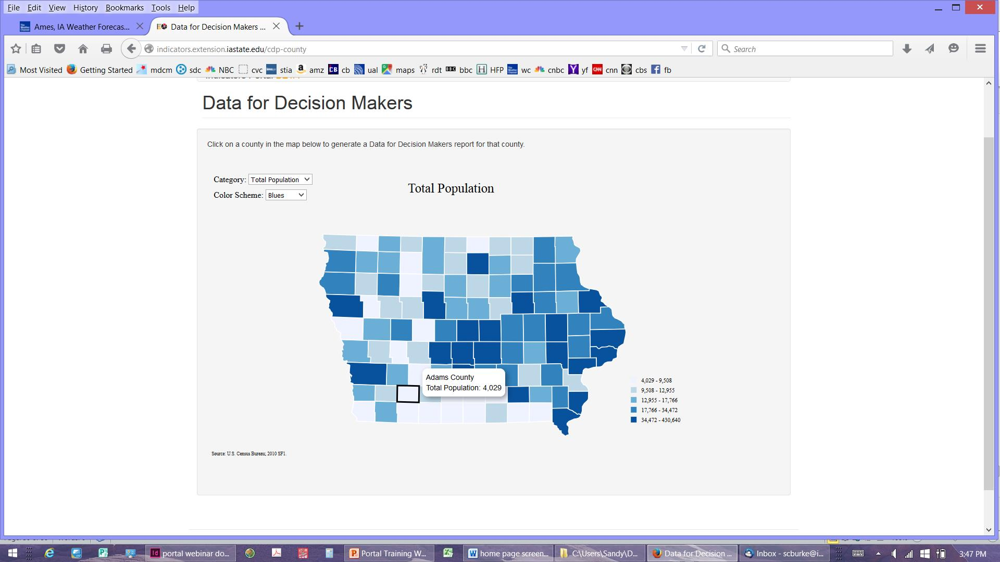 File Edit View History Bookmarks Tools Help
Ames, IA Weather Forecas...
Data for Decision Makers ...
indicators.extension.iastate.edu/cdp-county
Search
Most Visited Getting Started mdcm sdc NBC cvc stia amz cb ual maps rdt bbc HFP wc cnbc yf cnn cbs fb
Data for Decision Makers
Click on a county in the map below to generate a Data for Decision Makers report for that county.
Category: Total Population
Color Scheme: Blues
Total Population
Adams County
Total Population: 4,029
4,029 - 9,508
9,508 - 12,955
12,955 - 17,766
17,766 - 34,472
34,472 - 430,640
Source: U.S. Census Bureau; 2010 SF1.
portal webinar do...
Portal Training W...
home page screen...
C:\Users\Sandy\D...
Data for Decision ...
Inbox - scburke@i...
3:47 PM